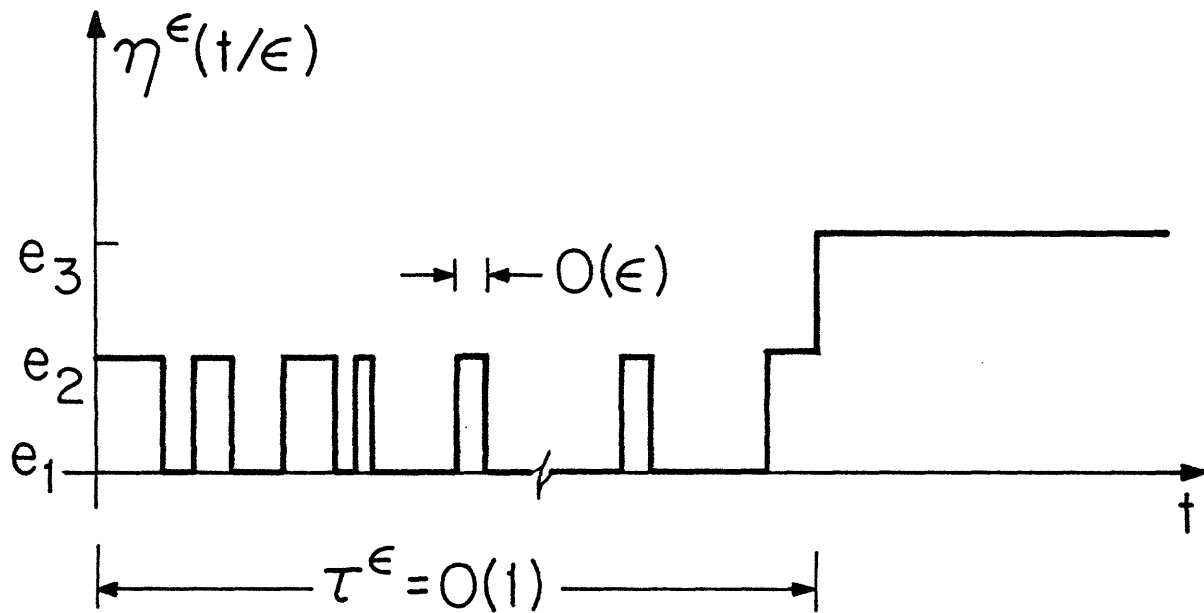 η^ϵ(t/ϵ)
e₃
O(ϵ)
e₂
e₁
t
τ^ϵ = O(1)